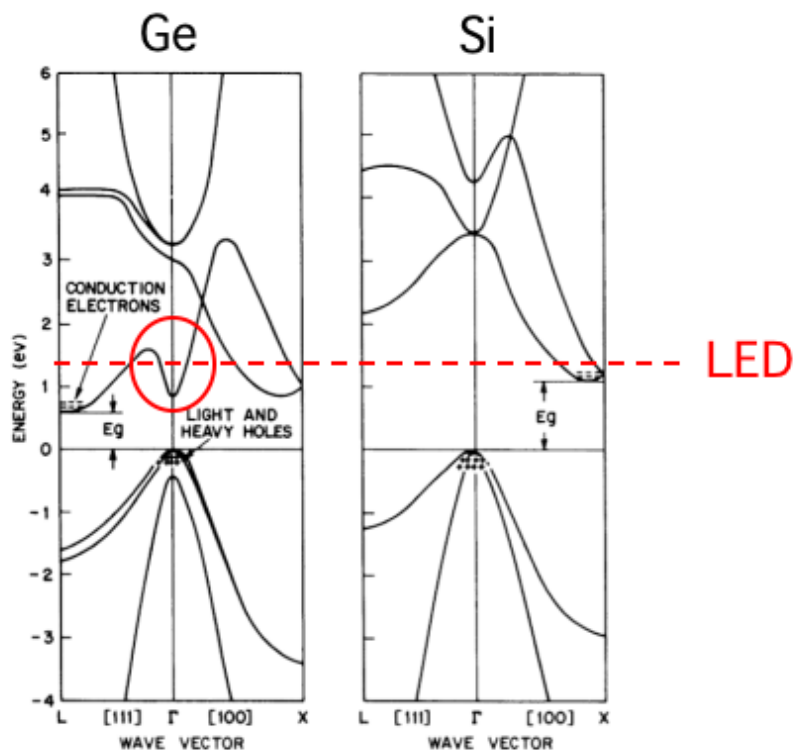 Ge
Si
6
5
4
3
2
1
0
-1
-2
-3
-4
ENERGY (eV)
CONDUCTION
ELECTRONS
Eg
LIGHT AND
HEAVY HOLES
Eg
LED
L [111] Γ [100] X
WAVE VECTOR
L [111] Γ [100] X
WAVE VECTOR